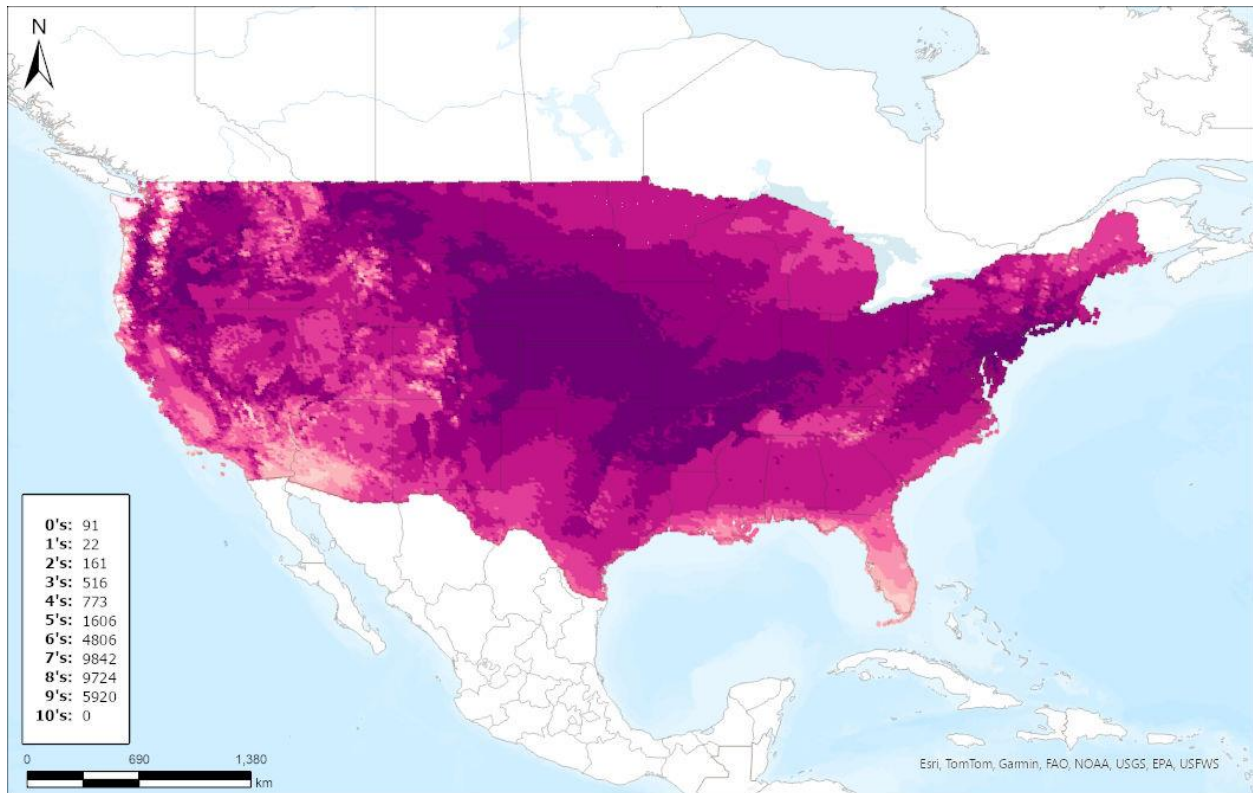 N
0's: 91
1's: 22
2's: 161
3's: 516
4's: 773
5's: 1606
6's: 4806
7's: 9842
8's: 9724
9's: 5920
10's: 0
0 690 1,380
km
Esri, TomTom, Garmin, FAO, NOAA, USGS, EPA, USFWS